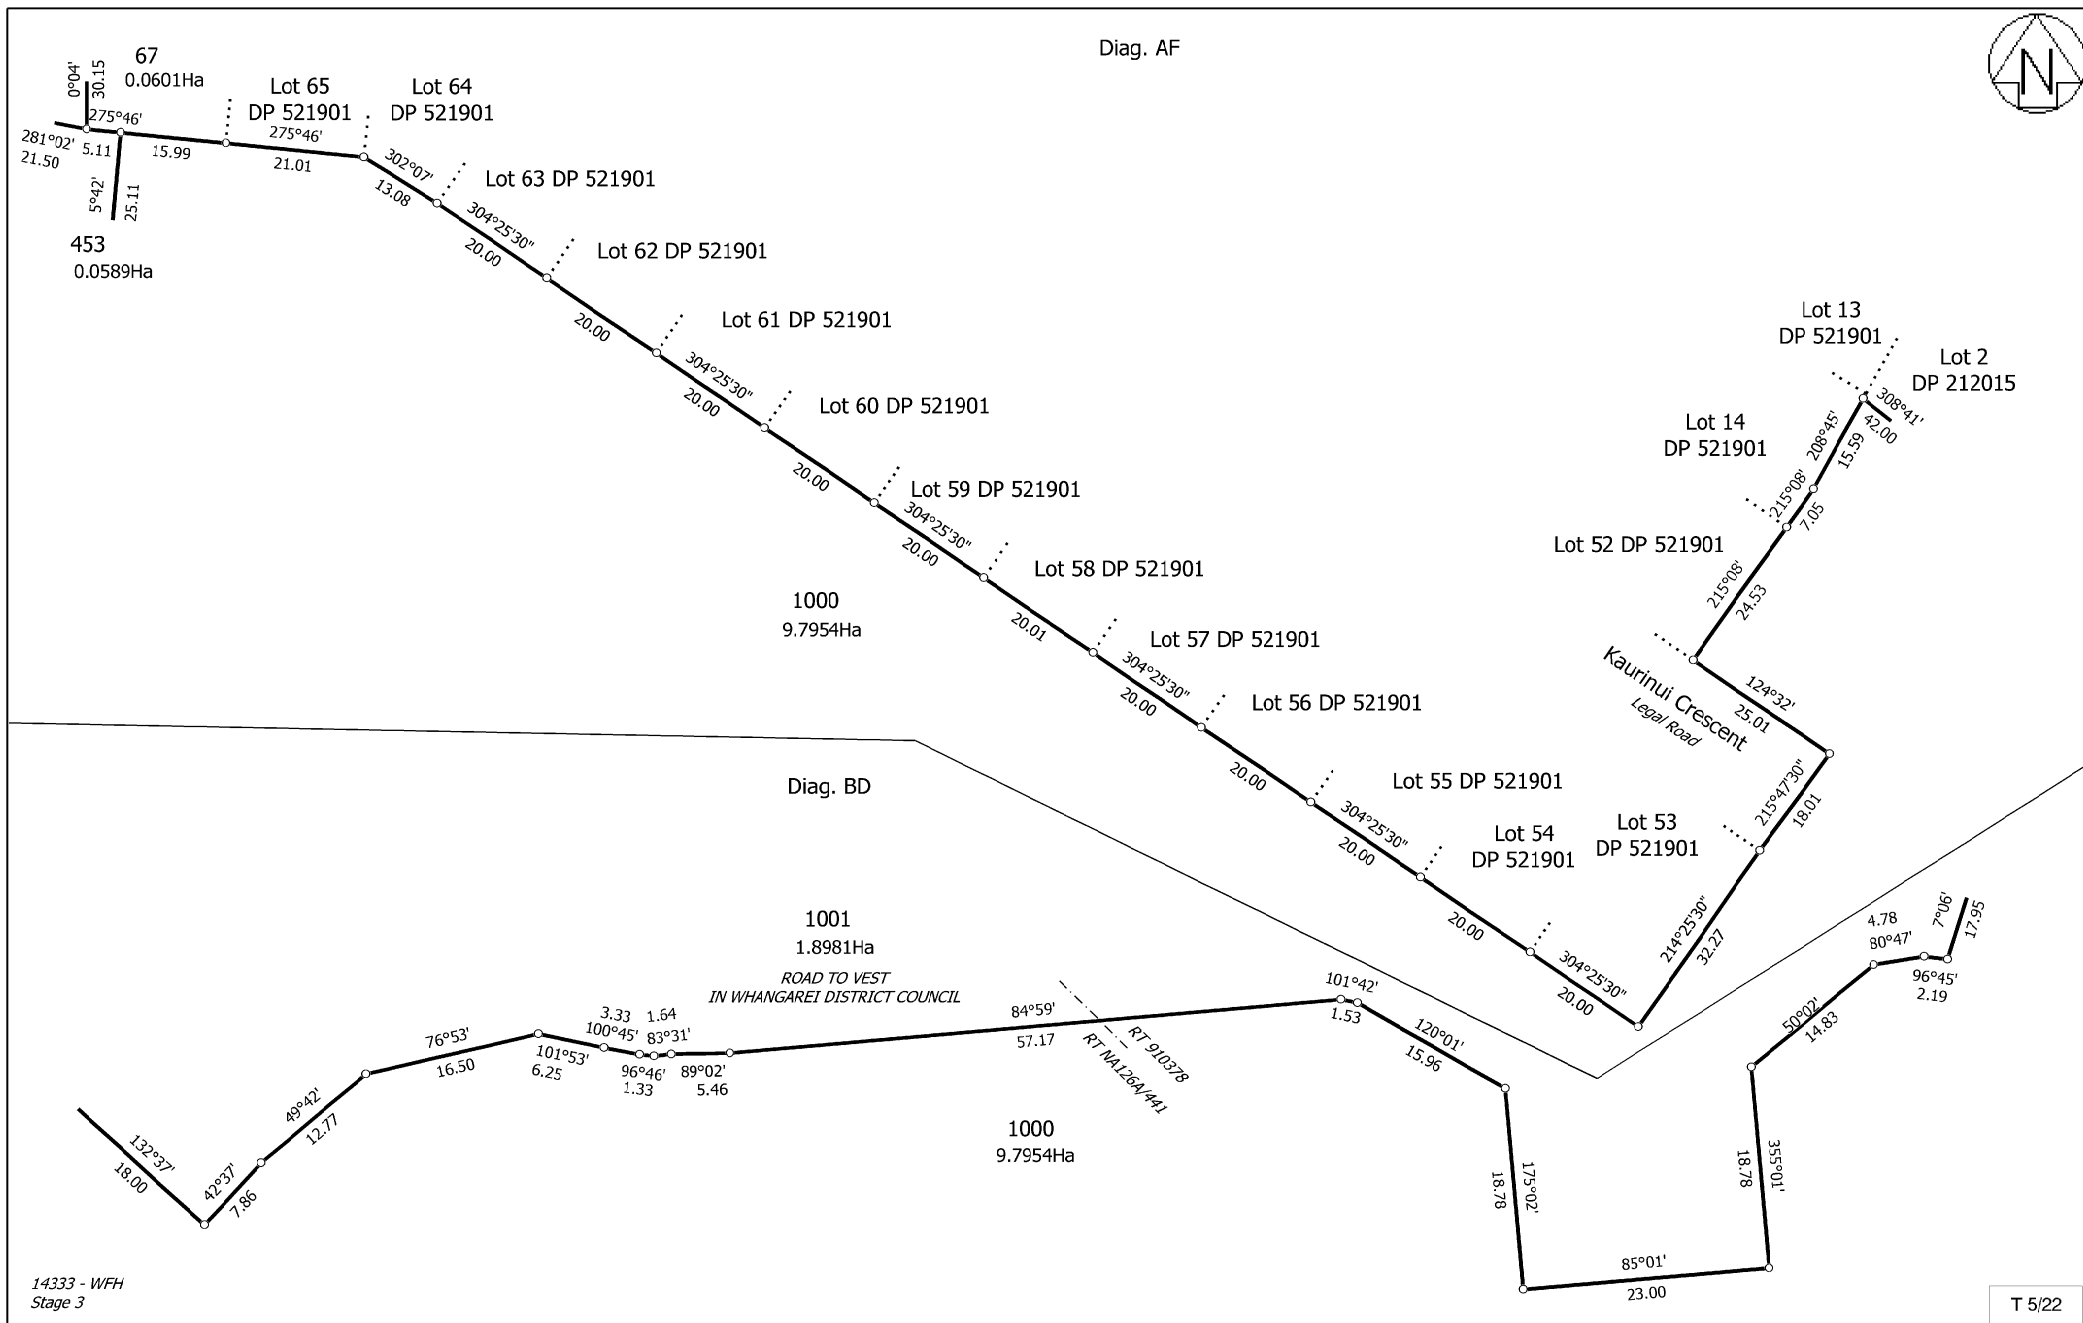 Diag. AF
N
67
0.0601Ha
0°04'
30.15
275°46'
281°02'
21.50
5.11
15.99
5°42'
25.11
453
0.0589Ha
Lot 65
DP 521901
275°46'
21.01
Lot 64
DP 521901
302°07'
13.08
Lot 63 DP 521901
304°25'30"
20.00
Lot 62 DP 521901
20.00
Lot 61 DP 521901
304°25'30"
20.00
Lot 60 DP 521901
20.00
Lot 59 DP 521901
304°25'30"
20.00
Lot 58 DP 521901
20.01
Lot 57 DP 521901
304°25'30"
20.00
Lot 56 DP 521901
20.00
Lot 55 DP 521901
304°25'30"
20.00
Lot 54
DP 521901
20.00
304°25'30"
20.00
Lot 53
DP 521901
214°25'30"
32.27
215°47'30"
18.01
124°32'
25.01
Kaurinui Crescent
Legal Road
Lot 52 DP 521901
215°08'
24.53
Lot 14
DP 521901
215°08'
7.05
208°45'
15.59
Lot 13
DP 521901
Lot 2
DP 212015
308°41'
42.00
1000
9.7954Ha
Diag. BD
1001
1.8981Ha
ROAD TO VEST
IN WHANGAREI DISTRICT COUNCIL
132°37'
18.00
42°37'
7.86
49°42'
12.77
76°53'
16.50
101°53'
6.25
3.33
100°45'
96°46'
1.33
1.64
83°31'
89°02'
5.46
84°59'
57.17
RT 910378
RT NA126A/441
101°42'
1.53
120°01'
15.96
175°02'
18.78
85°01'
23.00
355°01'
18.78
50°02'
14.83
4.78
80°47'
96°45'
2.19
7°06'
17.95
1000
9.7954Ha
14333 - WFH
Stage 3
T 5/22